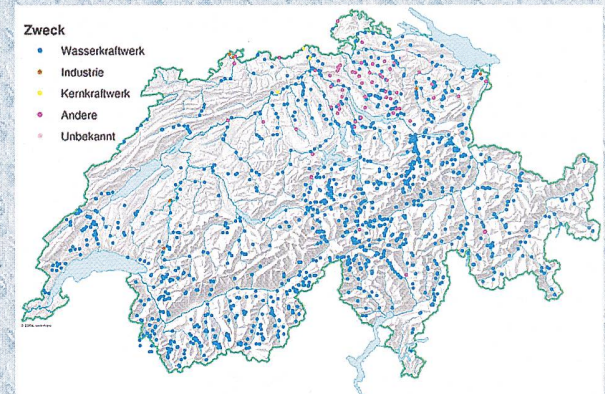 Zweck
Wasserkraftwerk
Industrie
Kernkraftwerk
Andere
Unbekannt